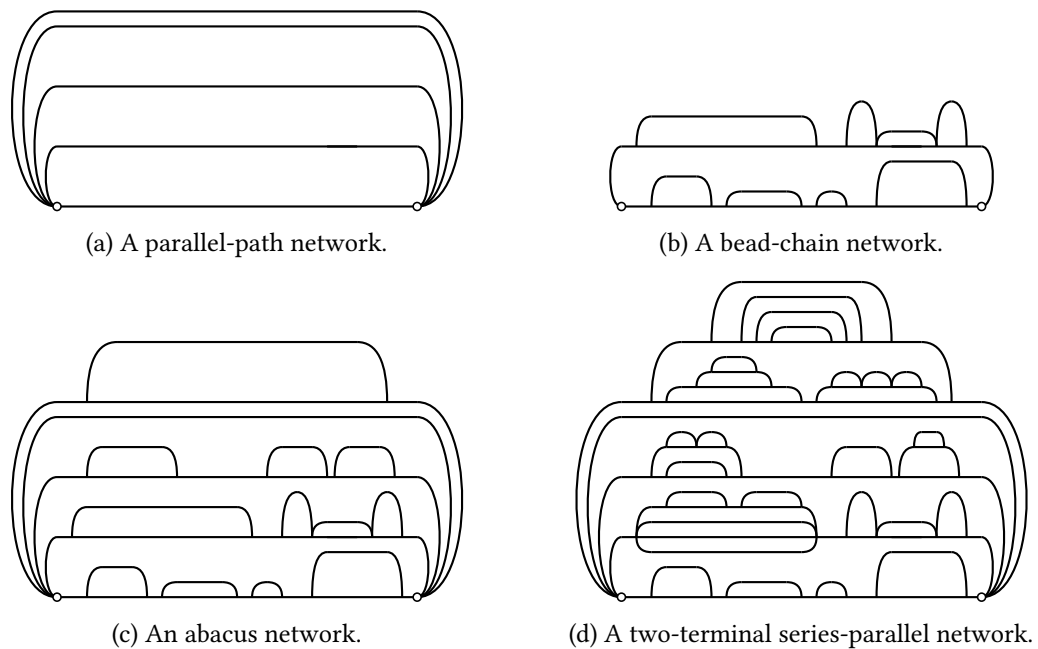 (a) A parallel-path network.
(b) A bead-chain network.
(c) An abacus network.
(d) A two-terminal series-parallel network.